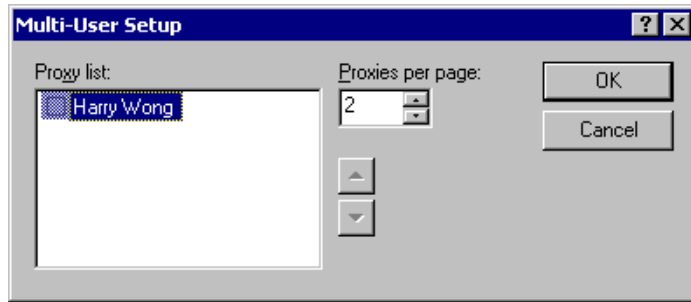 Multi-User Setup
Proxy list:
Harry Wong
Proxies per page:
2
OK
Cancel